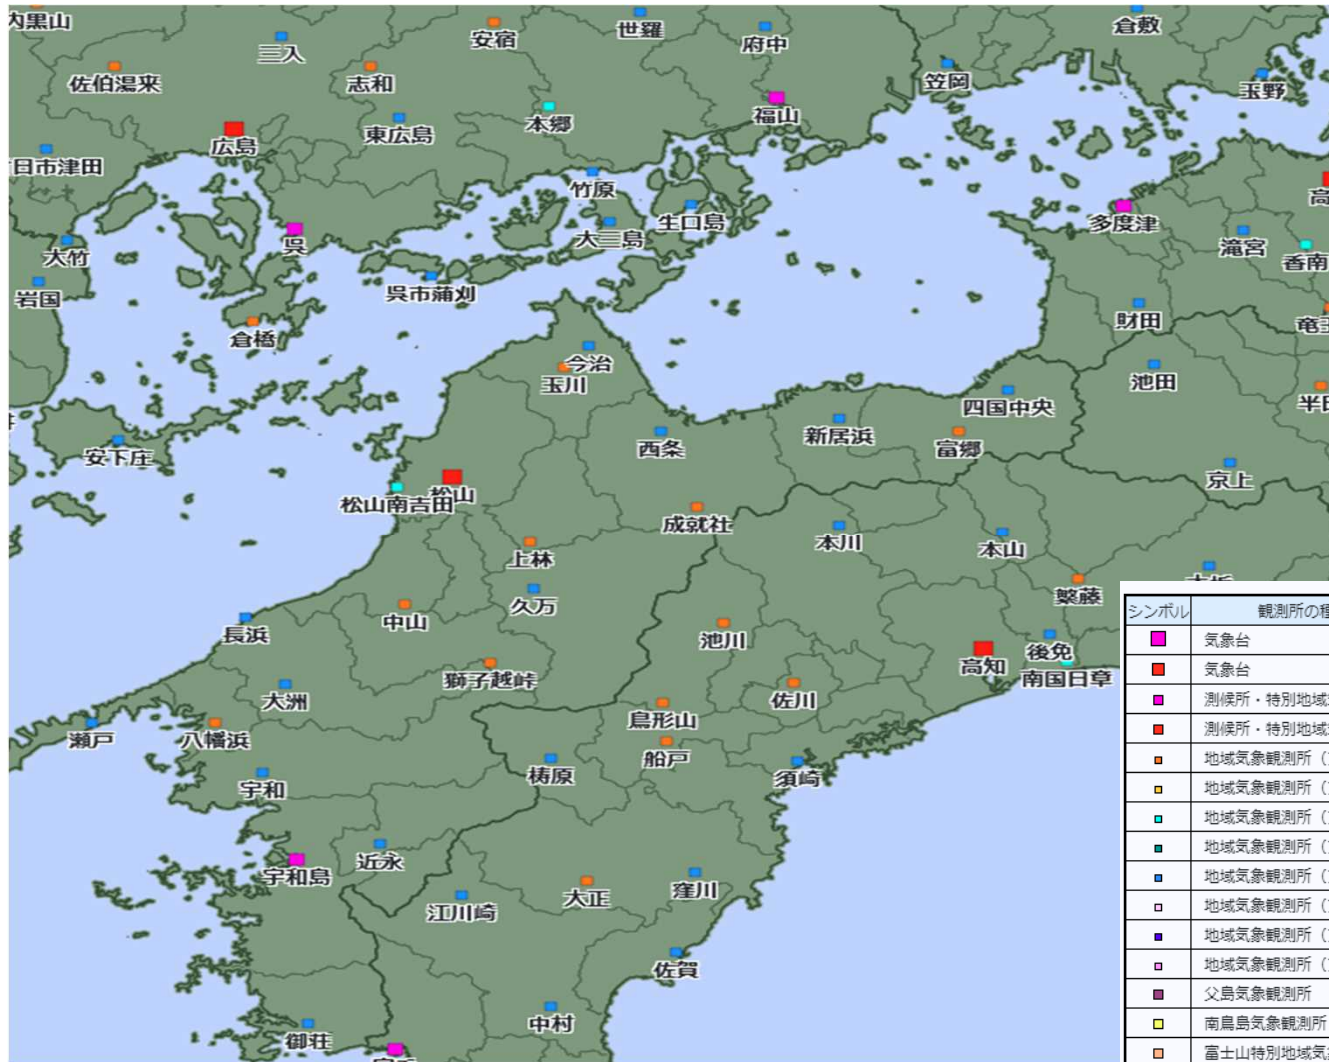 内黒山
三入
安宿
世羅
府中
倉敷
佐伯湯来
志和
笠岡
玉野
広島
東広島
本郷
福山
日市津田
竹原
大三島
生口島
多度津
高
大竹
呉
滝宮
香南
岩国
呉市蒲刈
倉橋
財田
竜王
今治
玉川
池田
四国中央
半田
安下庄
西条
新居浜
富郷
京上
松山
松山南吉田
成就社
本川
本山
上林
久万
繁藤
中山
長浜
池川
高知
後免
南国日章
獅子越峠
大洲
佐川
瀬戸
八幡浜
鳥形山
船戸
梼原
須崎
宇和
近永
宇和島
江川崎
大正
窪川
佐賀
中村
御荘
シンボル 観測所の種
気象台
気象台
測候所・特別地域
測候所・特別地域
地域気象観測所（
地域気象観測所（
地域気象観測所（
地域気象観測所（
地域気象観測所（
地域気象観測所（
地域気象観測所（
地域気象観測所（
父島気象観測所
南鳥島気象観測所
富士山特別地域気